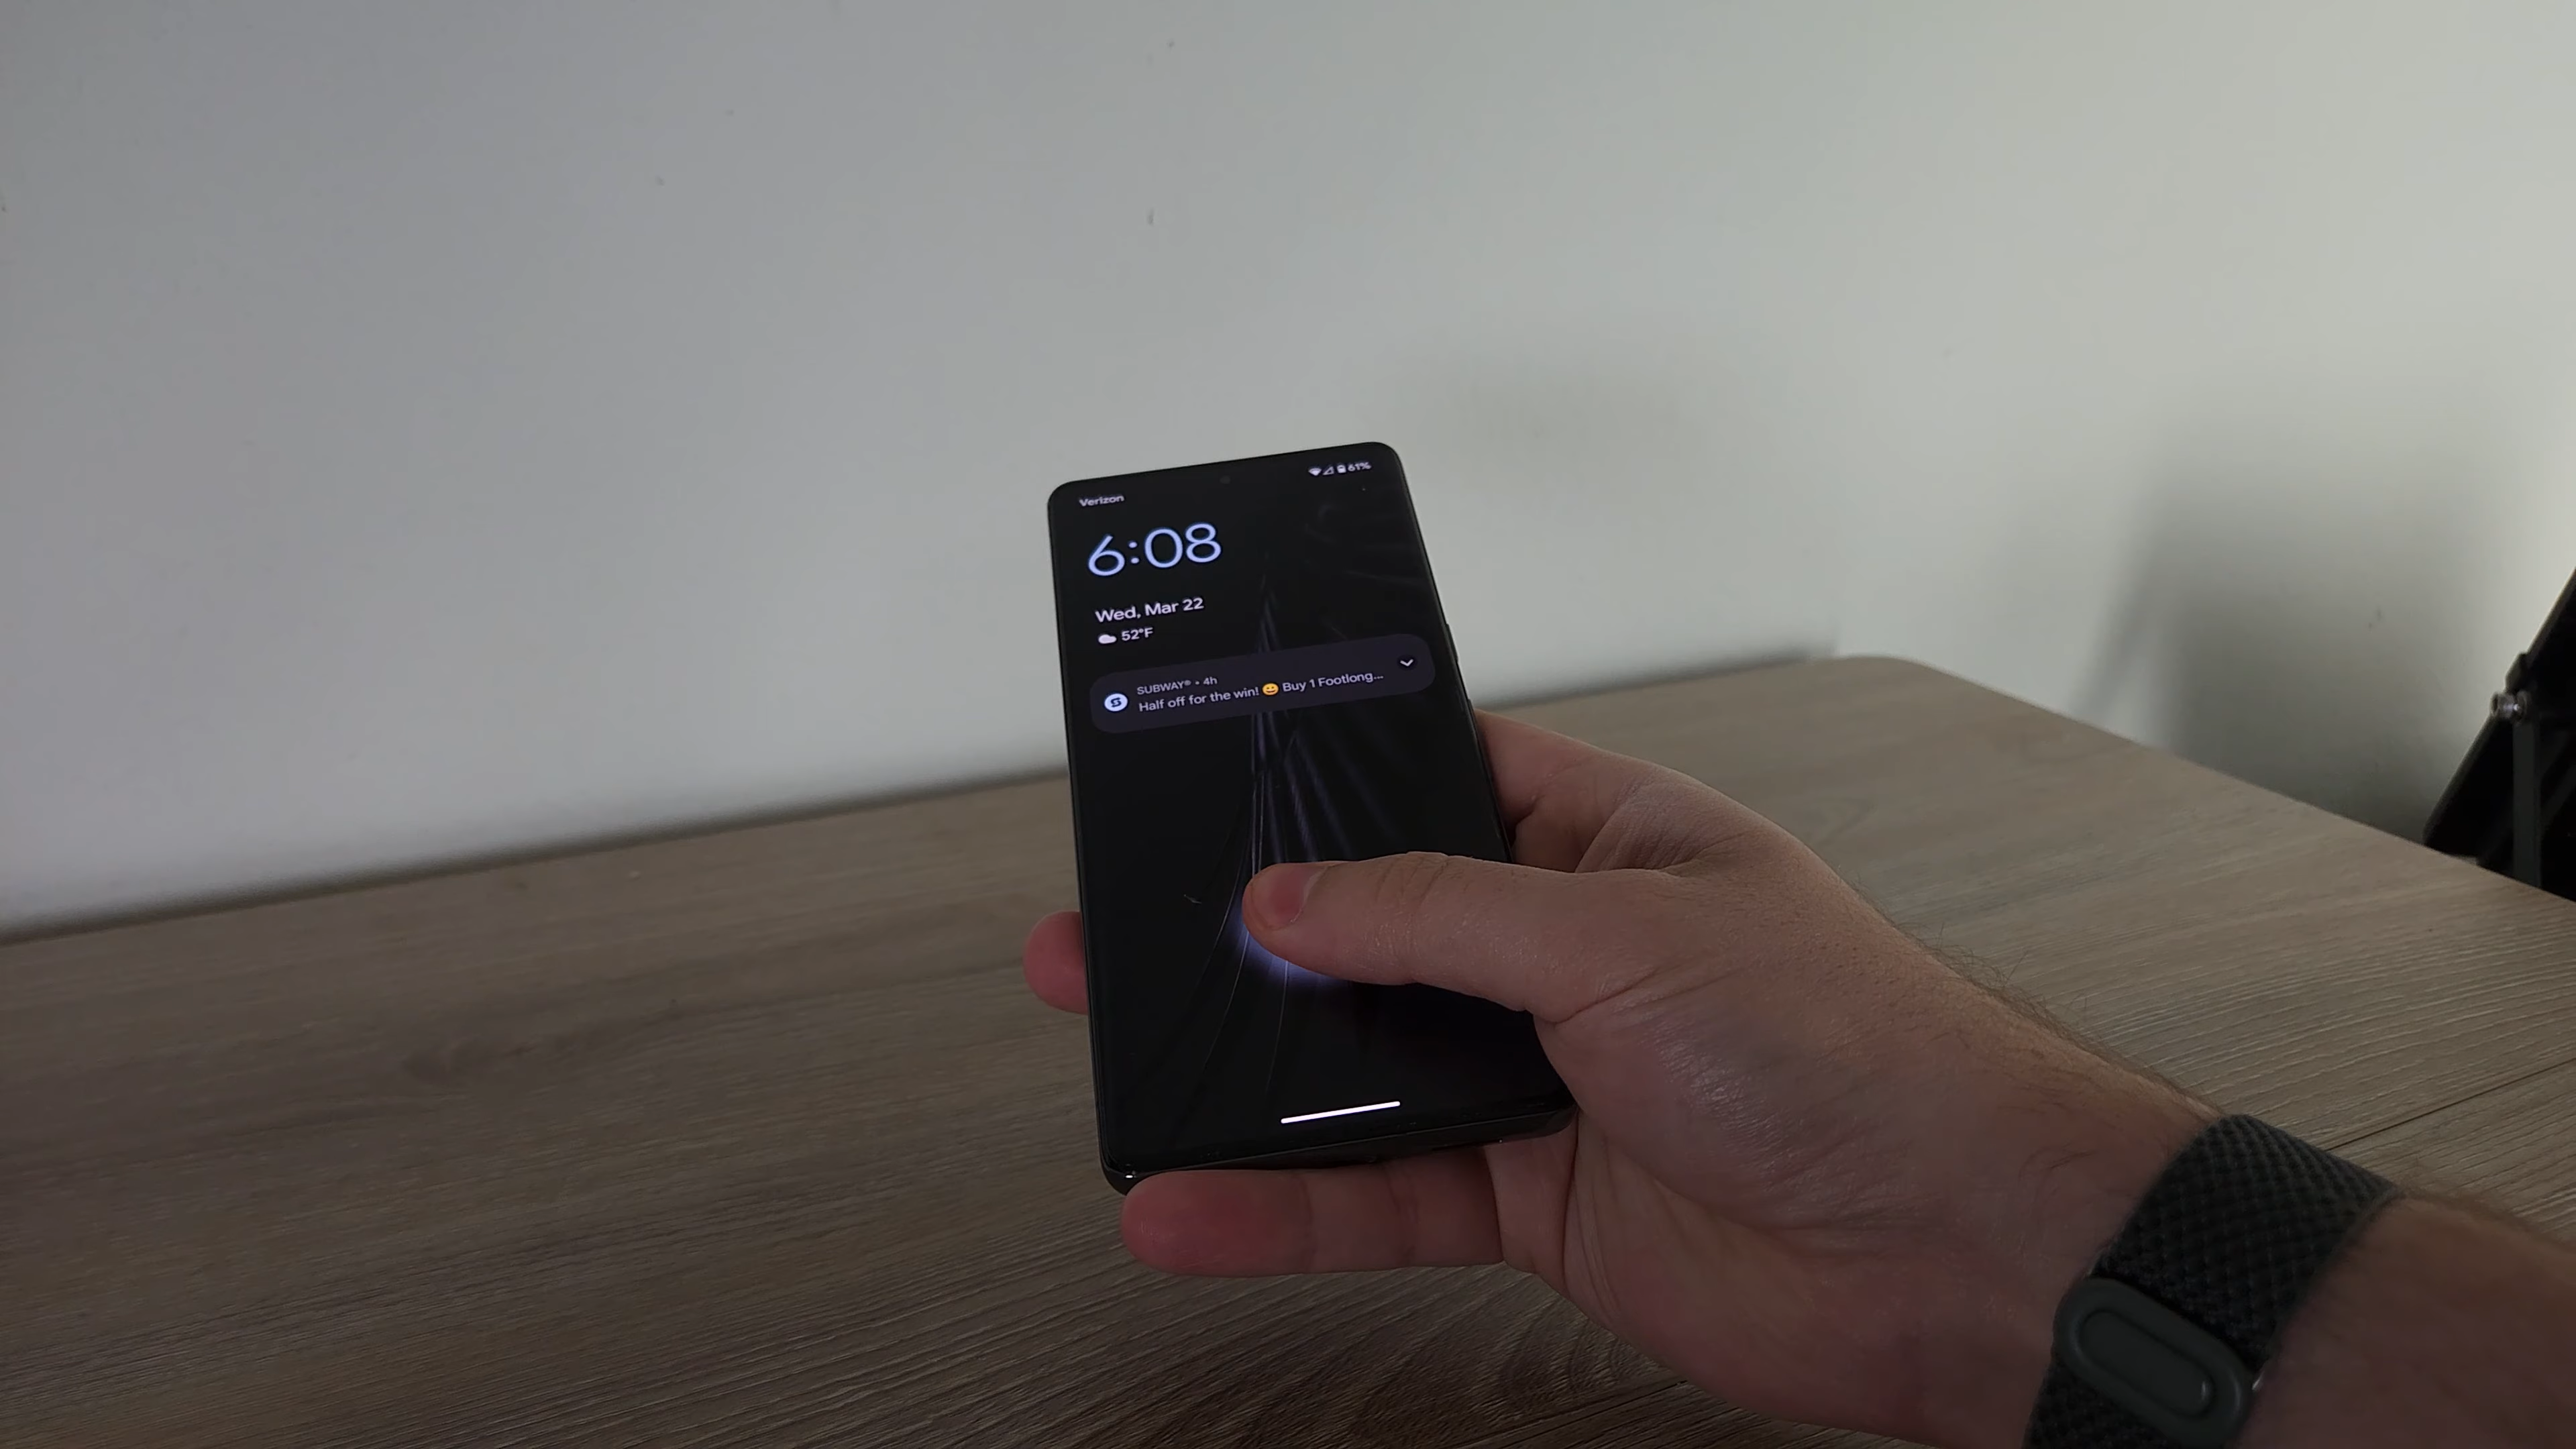 Verizon
61%
6:08
Wed, Mar 22
52°F
SUBWAY® • 4h
Half off for the win! 😀 Buy 1 Footlong...